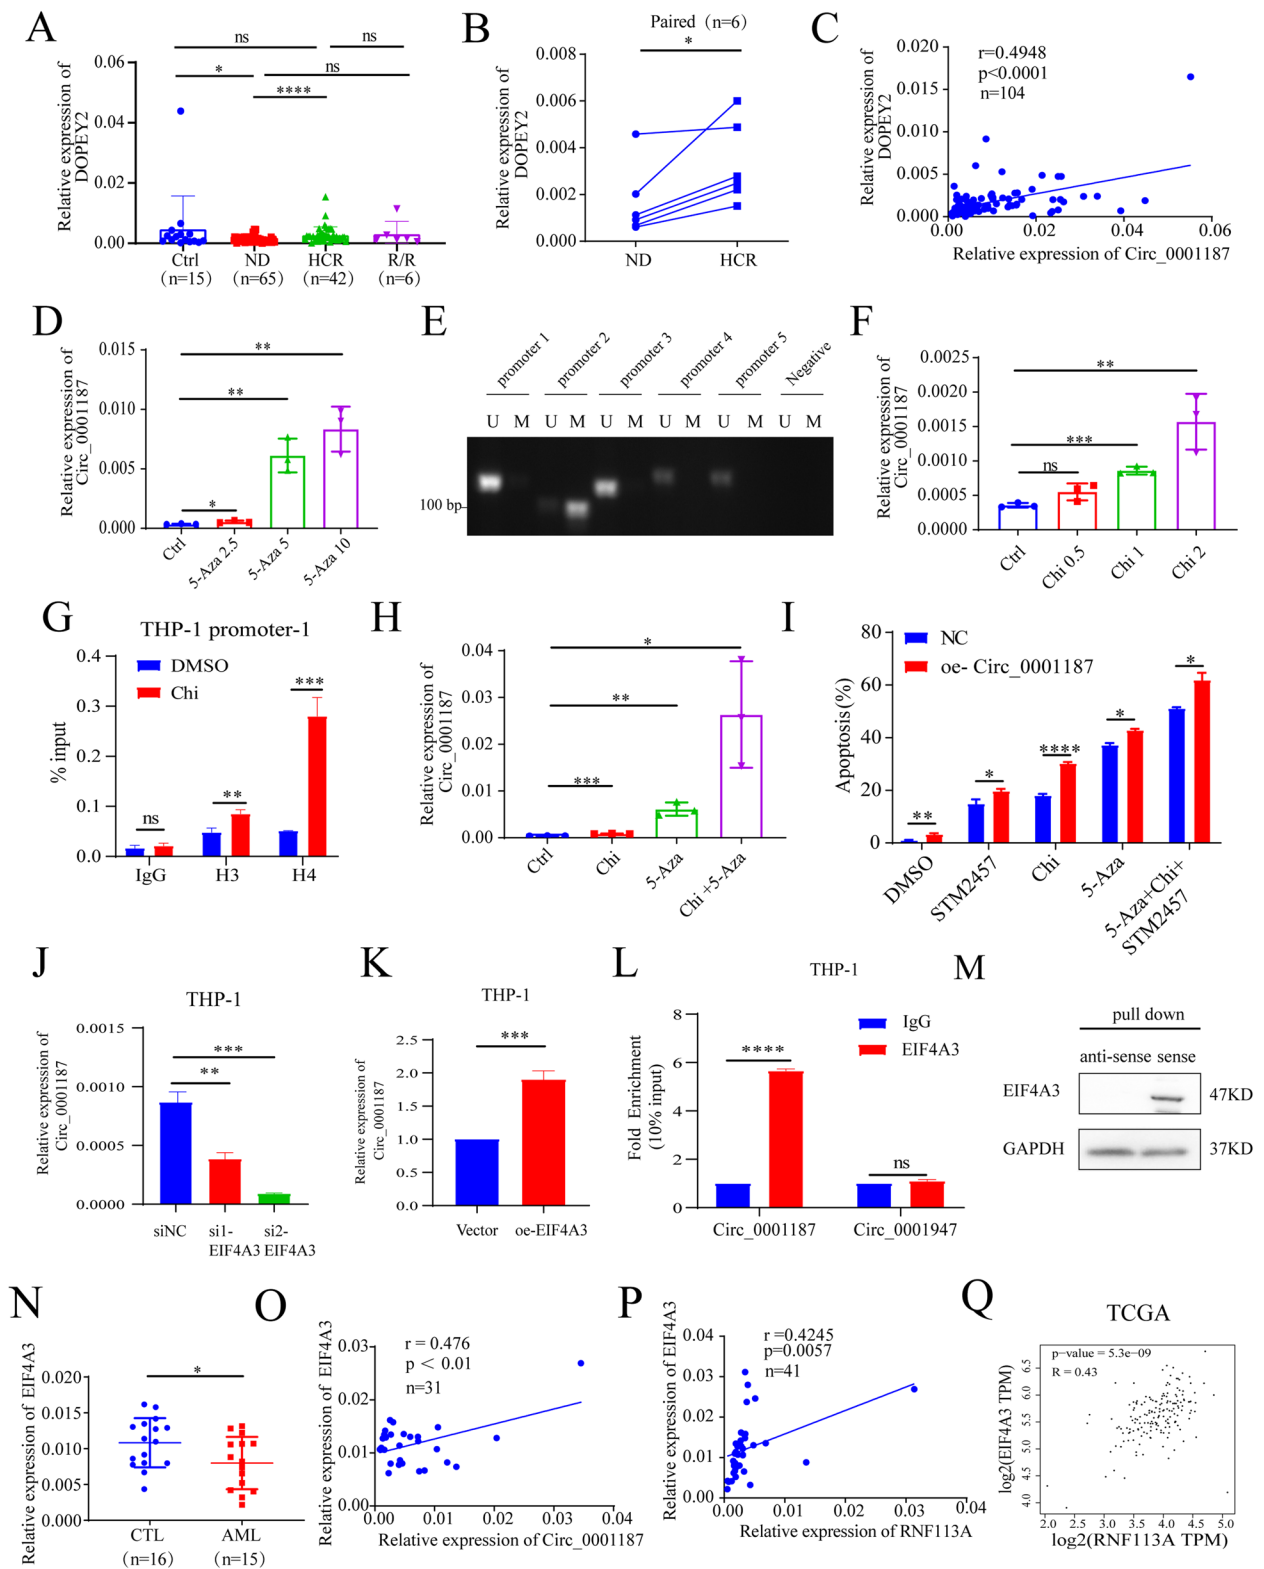 A
Relative expression of
DOPEY2
0.06
0.04
0.02
0.00
ns
ns
*
ns
****
Ctrl
ND
HCR
R/R
(n=15)
(n=65)
(n=42)
(n=6)
B
Paired (n=6)
*
Relative expression of
DOPEY2
0.008
0.006
0.004
0.002
0.000
ND
HCR
C
r=0.4948
p<0.0001
n=104
Relative expression of
DOPEY2
0.020
0.015
0.010
0.005
0.000
0.00
0.02
0.04
0.06
Relative expression of Circ_0001187
D
Relative expression of
Circ_0001187
0.015
0.010
0.005
0.000
**
**
*
Ctrl
5-Aza 2.5
5-Aza 5
5-Aza 10
E
promoter 1
promoter 2
promoter 3
promoter 4
promoter 5
Negative
U M U M U M U M U M U M
100 bp
F
Relative expression of
Circ_0001187
0.0025
0.0020
0.0015
0.0010
0.0005
0.0000
**
***
ns
Ctrl
Chi 0.5
Chi 1
Chi 2
G
THP-1 promoter-1
DMSO
Chi
% input
0.4
0.3
0.2
0.1
0.0
ns
**
***
IgG
H3
H4
H
Relative expression of
Circ_0001187
0.04
0.03
0.02
0.01
0.00
*
**
***
Ctrl
Chi
5-Aza
Chi +5-Aza
I
NC
oe- Circ_0001187
Apoptosis(%)
80
60
40
20
0
**
*
****
*
*
DMSO
STM2457
Chi
5-Aza
5-Aza+Chi+
STM2457
J
THP-1
Relative expression of
Circ_0001187
0.0015
0.0010
0.0005
0.0000
***
**
siNC
si1-
EIF4A3
si2-
EIF4A3
K
THP-1
Relative expression of
Circ_0001187
2.5
2.0
1.5
1.0
0.5
0.0
***
Vector
oe-EIF4A3
L
THP-1
IgG
EIF4A3
Fold Enrichment
(10% input)
8
6
4
2
0
****
ns
Circ_0001187
Circ_0001947
M
pull down
anti-sense sense
EIF4A3
47KD
GAPDH
37KD
N
Relative expression of EIF4A3
0.020
0.015
0.010
0.005
0.000
*
CTL
AML
(n=16)
(n=15)
O
Relative expression of EIF4A3
r = 0.476
p < 0.01
n=31
0.03
0.02
0.01
0.00
0.00
0.01
0.02
0.03
0.04
Relative expression of Circ_0001187
P
Relative expression of EIF4A3
r =0.4245
p=0.0057
n=41
0.04
0.03
0.02
0.01
0.00
0.00
0.01
0.02
0.03
0.04
Relative expression of RNF113A
Q
TCGA
p-value = 5.3e-09
R = 0.43
log2(EIF4A3 TPM)
6.5
6.0
5.5
5.0
4.5
4.0
2.0
2.5
3.0
3.5
4.0
4.5
5.0
log2(RNF113A TPM)